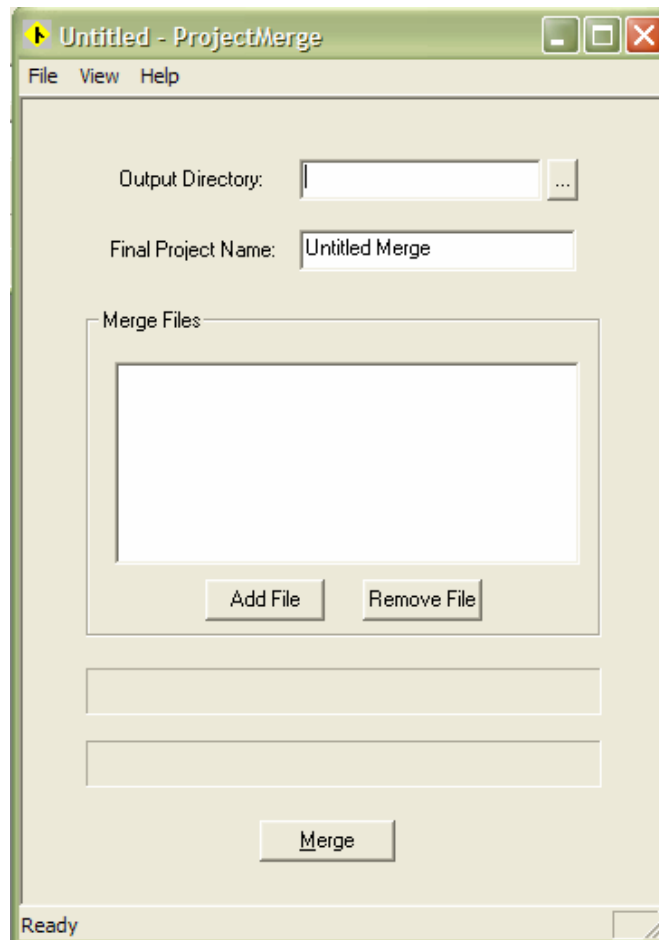 Untitled - ProjectMerge
File View Help
Output Directory:
...
Final Project Name: Untitled Merge
Merge Files
Add File Remove File
Merge
Ready